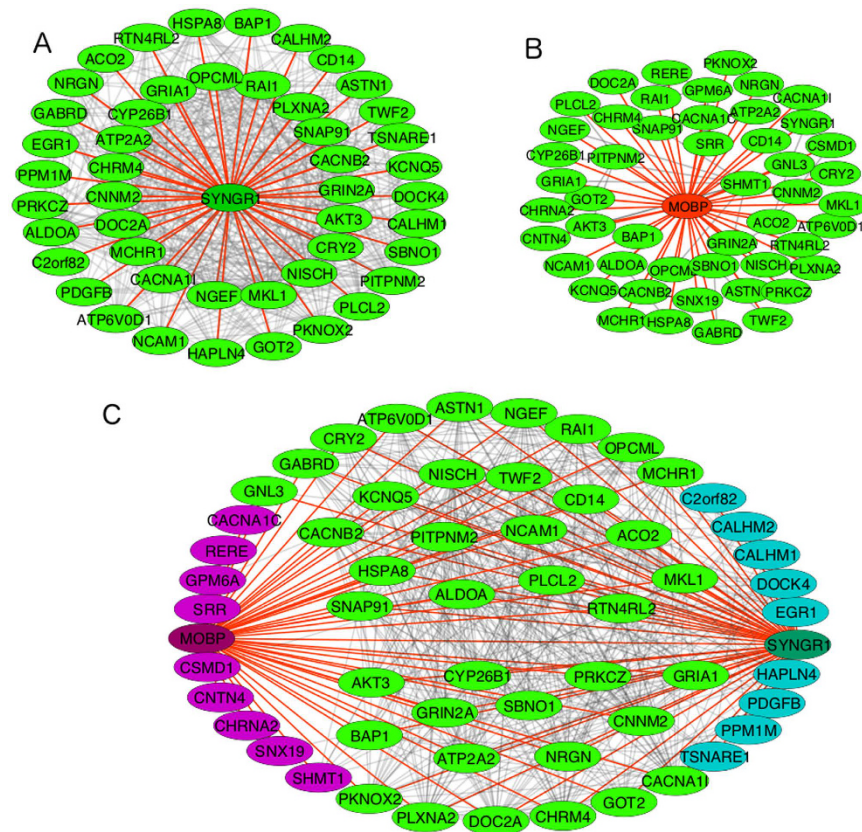 A
HSPA8
BAP1
RTN4RL2
CALHM2
ACO2
CD14
NRGN
GRIA1
OPCML
RAI1
ASTN1
GABRD
CYP26B1
PLXNA2
TWF2
EGR1
ATP2A2
SNAP91
TSNARE1
PPM1M
CHRM4
CACNB2
KCNQ5
PRKCZ
CNNM2
SYNGR1
GRIN2A
DOCK4
ALDOA
DOC2A
AKT3
CALHM1
C2orf82
MCHR1
CRY2
SBNO1
PDGFB
CACNA1I
NISCH
PITPNM2
ATP6V0D1
NGEF
MKL1
PLCL2
NCAM1
HAPLN4
GOT2
PKNOX2
B
PKNOX2
DOC2A
RERE
GPM6A
NRGN
PLCL2
RAI1
CACNA1I
CHRM4
SNAP91
CACNA1C
ATP2A2
SYNGR1
NGEF
SRR
CD14
CSMD1
CYP26B1
PITPNM2
GNL3
CRY2
GRIA1
SHMT1
CNNM2
CHRNA2
GOT2
MOBP
MKL1
CNTN4
AKT3
ACO2
ATP6V0D1
BAP1
GRIN2A
RTN4RL2
NCAM1
ALDOA
OPCML
SBNO1
NISCH
PLXNA2
KCNQ5
CACNB2
SNX19
ASTN1
PRKCZ
MCHR1
HSPA8
GABRD
TWF2
C
ATP6V0D1
ASTN1
NGEF
RAI1
CRY2
OPCML
GABRD
NISCH
TWF2
MCHR1
GNL3
KCNQ5
CD14
C2orf82
CACNA1C
CACNB2
PITPNM2
NCAM1
ACO2
CALHM2
RERE
CALHM1
GPM6A
HSPA8
PLCL2
MKL1
DOCK4
SRR
SNAP91
ALDOA
RTN4RL2
EGR1
MOBP
SYNGR1
CSMD1
AKT3
CYP26B1
PRKCZ
GRIA1
HAPLN4
CNTN4
GRIN2A
SBNO1
PDGFB
CHRNA2
BAP1
CNNM2
PPM1M
SNX19
ATP2A2
NRGN
TSNARE1
SHMT1
CACNA1I
PKNOX2
GOT2
PLXNA2
DOC2A
CHRM4